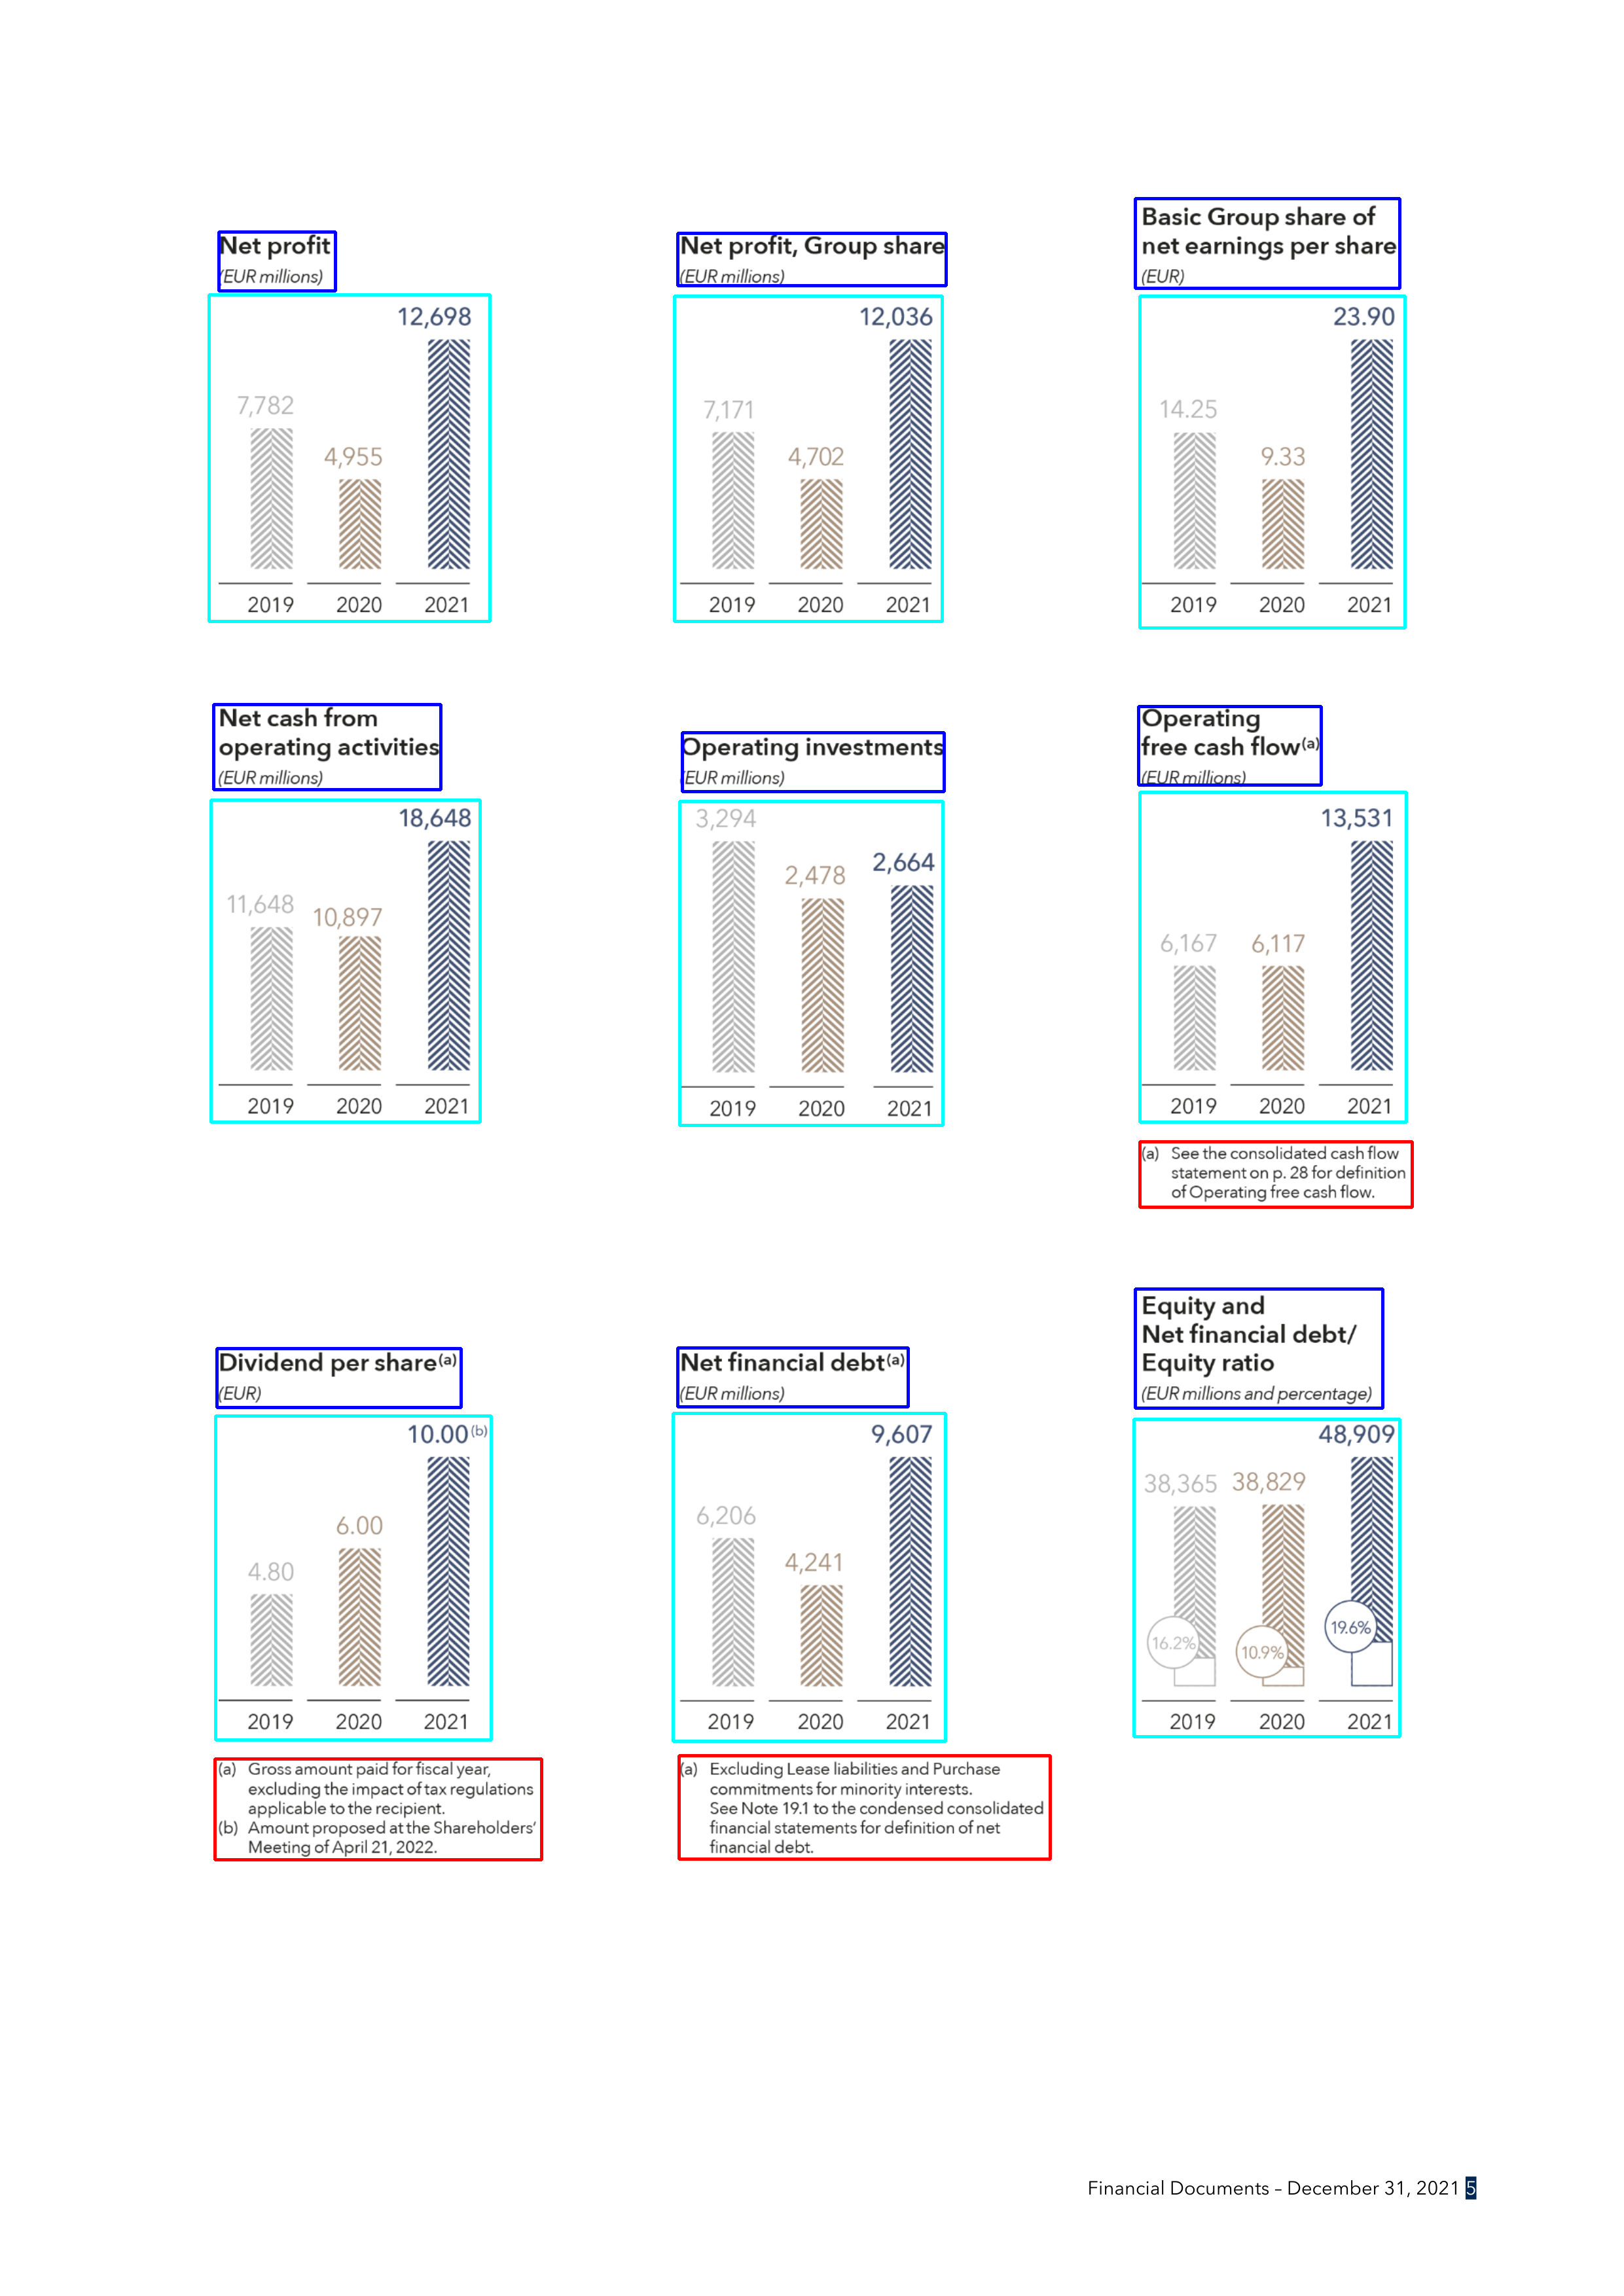 Net profit
(EUR millions)
12,698
7,782
4,955
2019 2020 2021
Net profit, Group share
(EUR millions)
12,036
7,171
4,702
2019 2020 2021
Basic Group share of
net earnings per share
(EUR)
23.90
14.25
9.33
2019 2020 2021
Net cash from
operating activities
(EUR millions)
18,648
11,648
10,897
2019 2020 2021
Operating investments
(EUR millions)
3,294
2,478
2,664
2019 2020 2021
Operating
free cash flow(a)
(EUR millions)
13,531
6,167
6,117
2019 2020 2021
(a) See the consolidated cash flow
statement on p. 28 for definition
of Operating free cash flow.
Dividend per share(a)
(EUR)
10.00(b)
6.00
4.80
2019 2020 2021
(a) Gross amount paid for fiscal year,
excluding the impact of tax regulations
applicable to the recipient.
(b) Amount proposed at the Shareholders’
Meeting of April 21, 2022.
Net financial debt(a)
(EUR millions)
9,607
6,206
4,241
2019 2020 2021
(a) Excluding Lease liabilities and Purchase
commitments for minority interests.
See Note 19.1 to the condensed consolidated
financial statements for definition of net
financial debt.
Equity and
Net financial debt/
Equity ratio
(EUR millions and percentage)
48,909
38,365 38,829
19.6%
16.2%
10.9%
2019 2020 2021
Financial Documents – December 31, 2021 5